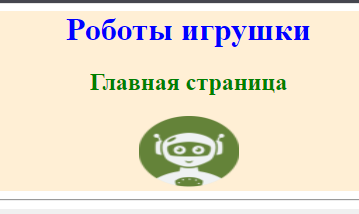 Роботы игрушки
Главная страница